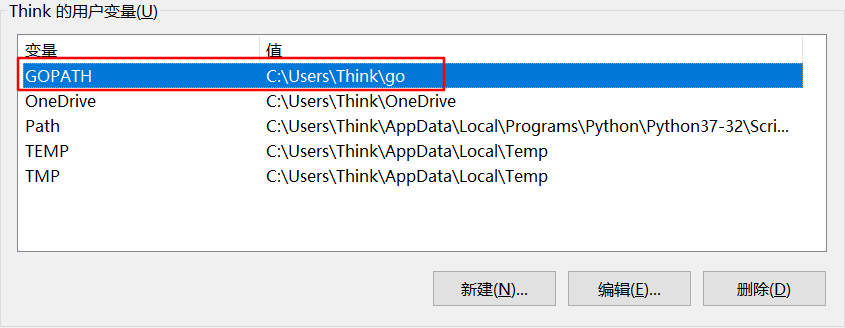 Think 的用户变量(U)
变量 值
GOPATH C:\Users\Think\go
OneDrive C:\Users\Think\OneDrive
Path C:\Users\Think\AppData\Local\Programs\Python\Python37-32\Scri...
TEMP C:\Users\Think\AppData\Local\Temp
TMP C:\Users\Think\AppData\Local\Temp
新建(N)... 编辑(E)... 删除(D)